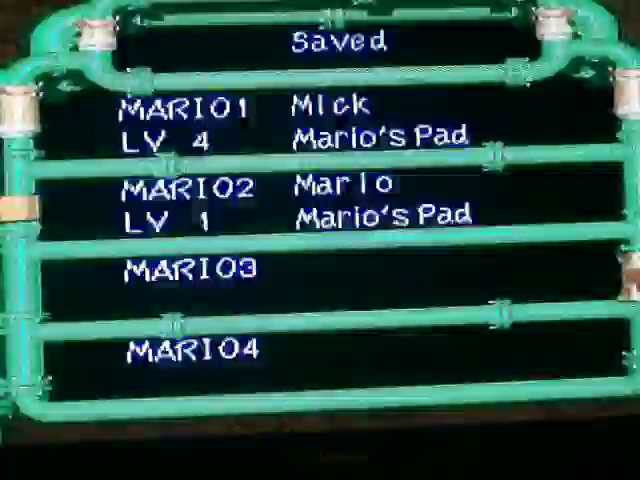 Saved
MARIO1 Mick
LV 4 Mario's Pad
MARIO2 Mario
LV 1 Mario's Pad
MARIO3
MARIO4